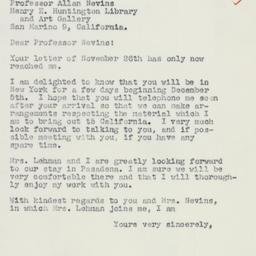 Professor Allan Nevins
Henry E. Huntington Library
and Art Gallery
San Marino 9, California.
Dear Professor Nevins:
Your letter of November 26th has only now
reached me.
I am delighted to know that you will be in
New York for a few days beginning December
5th. I hope that you will telephone me soon
after your arrival so that we can make ar-
rangements respecting the material which I
am to bring out to California. I very much
look forward to talking to you, and if pos-
sible meeting with you, if you have any
spare time.
Mrs. Lehman and I are greatly looking forward
to our stay in Pasadena. I am sure we will be
very comfortable there and that I will thorough-
ly enjoy my work with you.
With kindest regards to you and Mrs. Nevins,
in which Mrs. Lehman joins me, I am
Yours very sincerely,